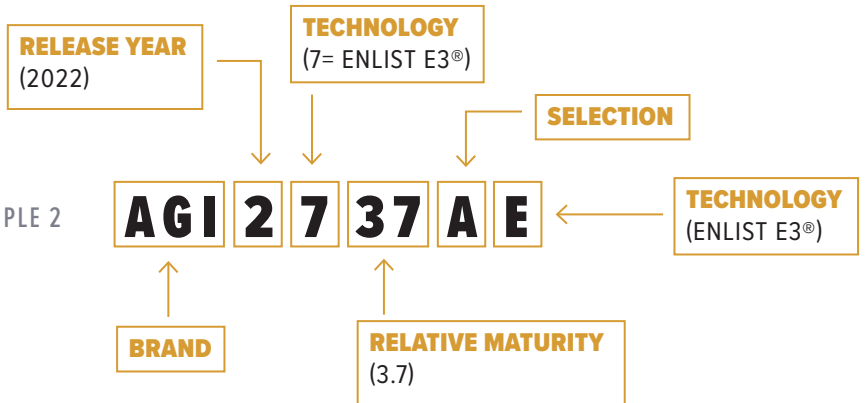 RELEASE YEAR
(2022)
TECHNOLOGY
(7= ENLIST E3®)
SELECTION
PLE 2
AGI 2 7 37 A E
TECHNOLOGY
(ENLIST E3®)
BRAND
RELATIVE MATURITY
(3.7)